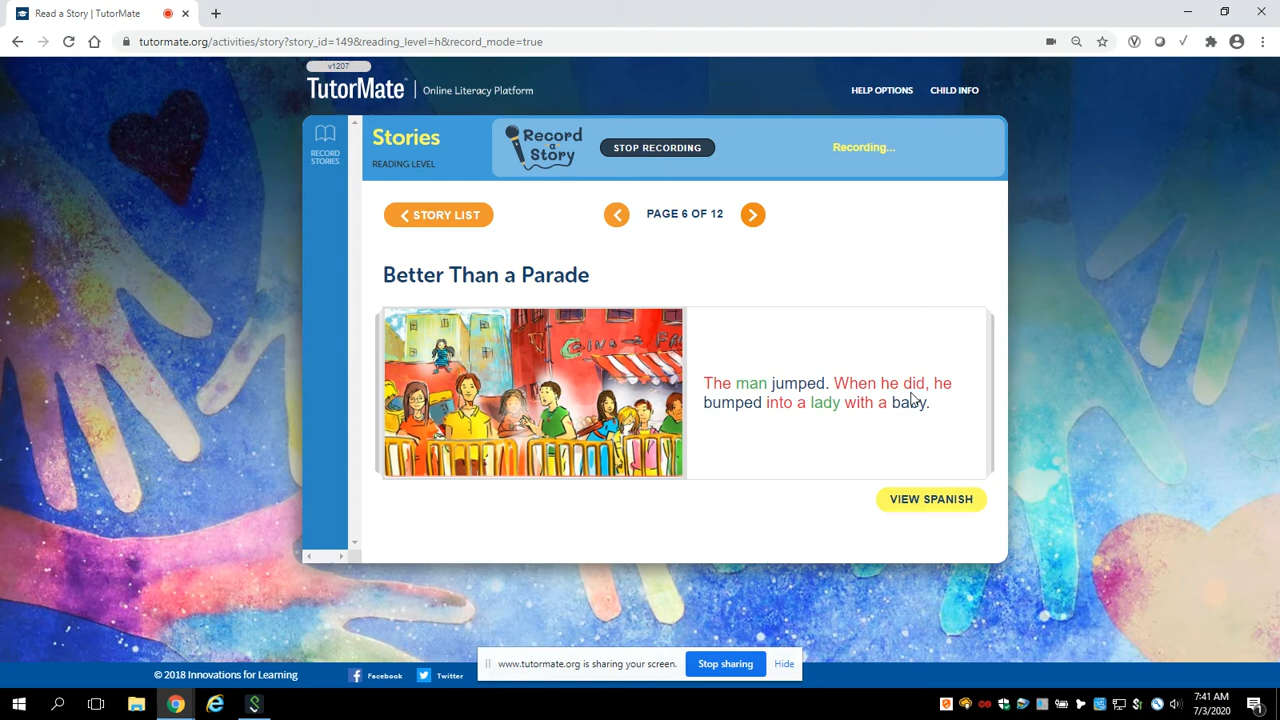 Read a Story | TutorMate
tutormate.org/activities/story?story_id=149&reading_level=h&record_mode=true
v1207
TutorMate | Online Literacy Platform
HELP OPTIONS CHILD INFO
RECORD STORIES
Stories
READING LEVEL
Record a Story
STOP RECORDING
Recording...
STORY LIST
PAGE 6 OF 12
Better Than a Parade
The man jumped. When he did, he
bumped into a lady with a baby.
VIEW SPANISH
www.tutormate.org is sharing your screen. Stop sharing Hide
© 2018 Innovations for Learning Facebook Twitter
7:41 AM
7/3/2020